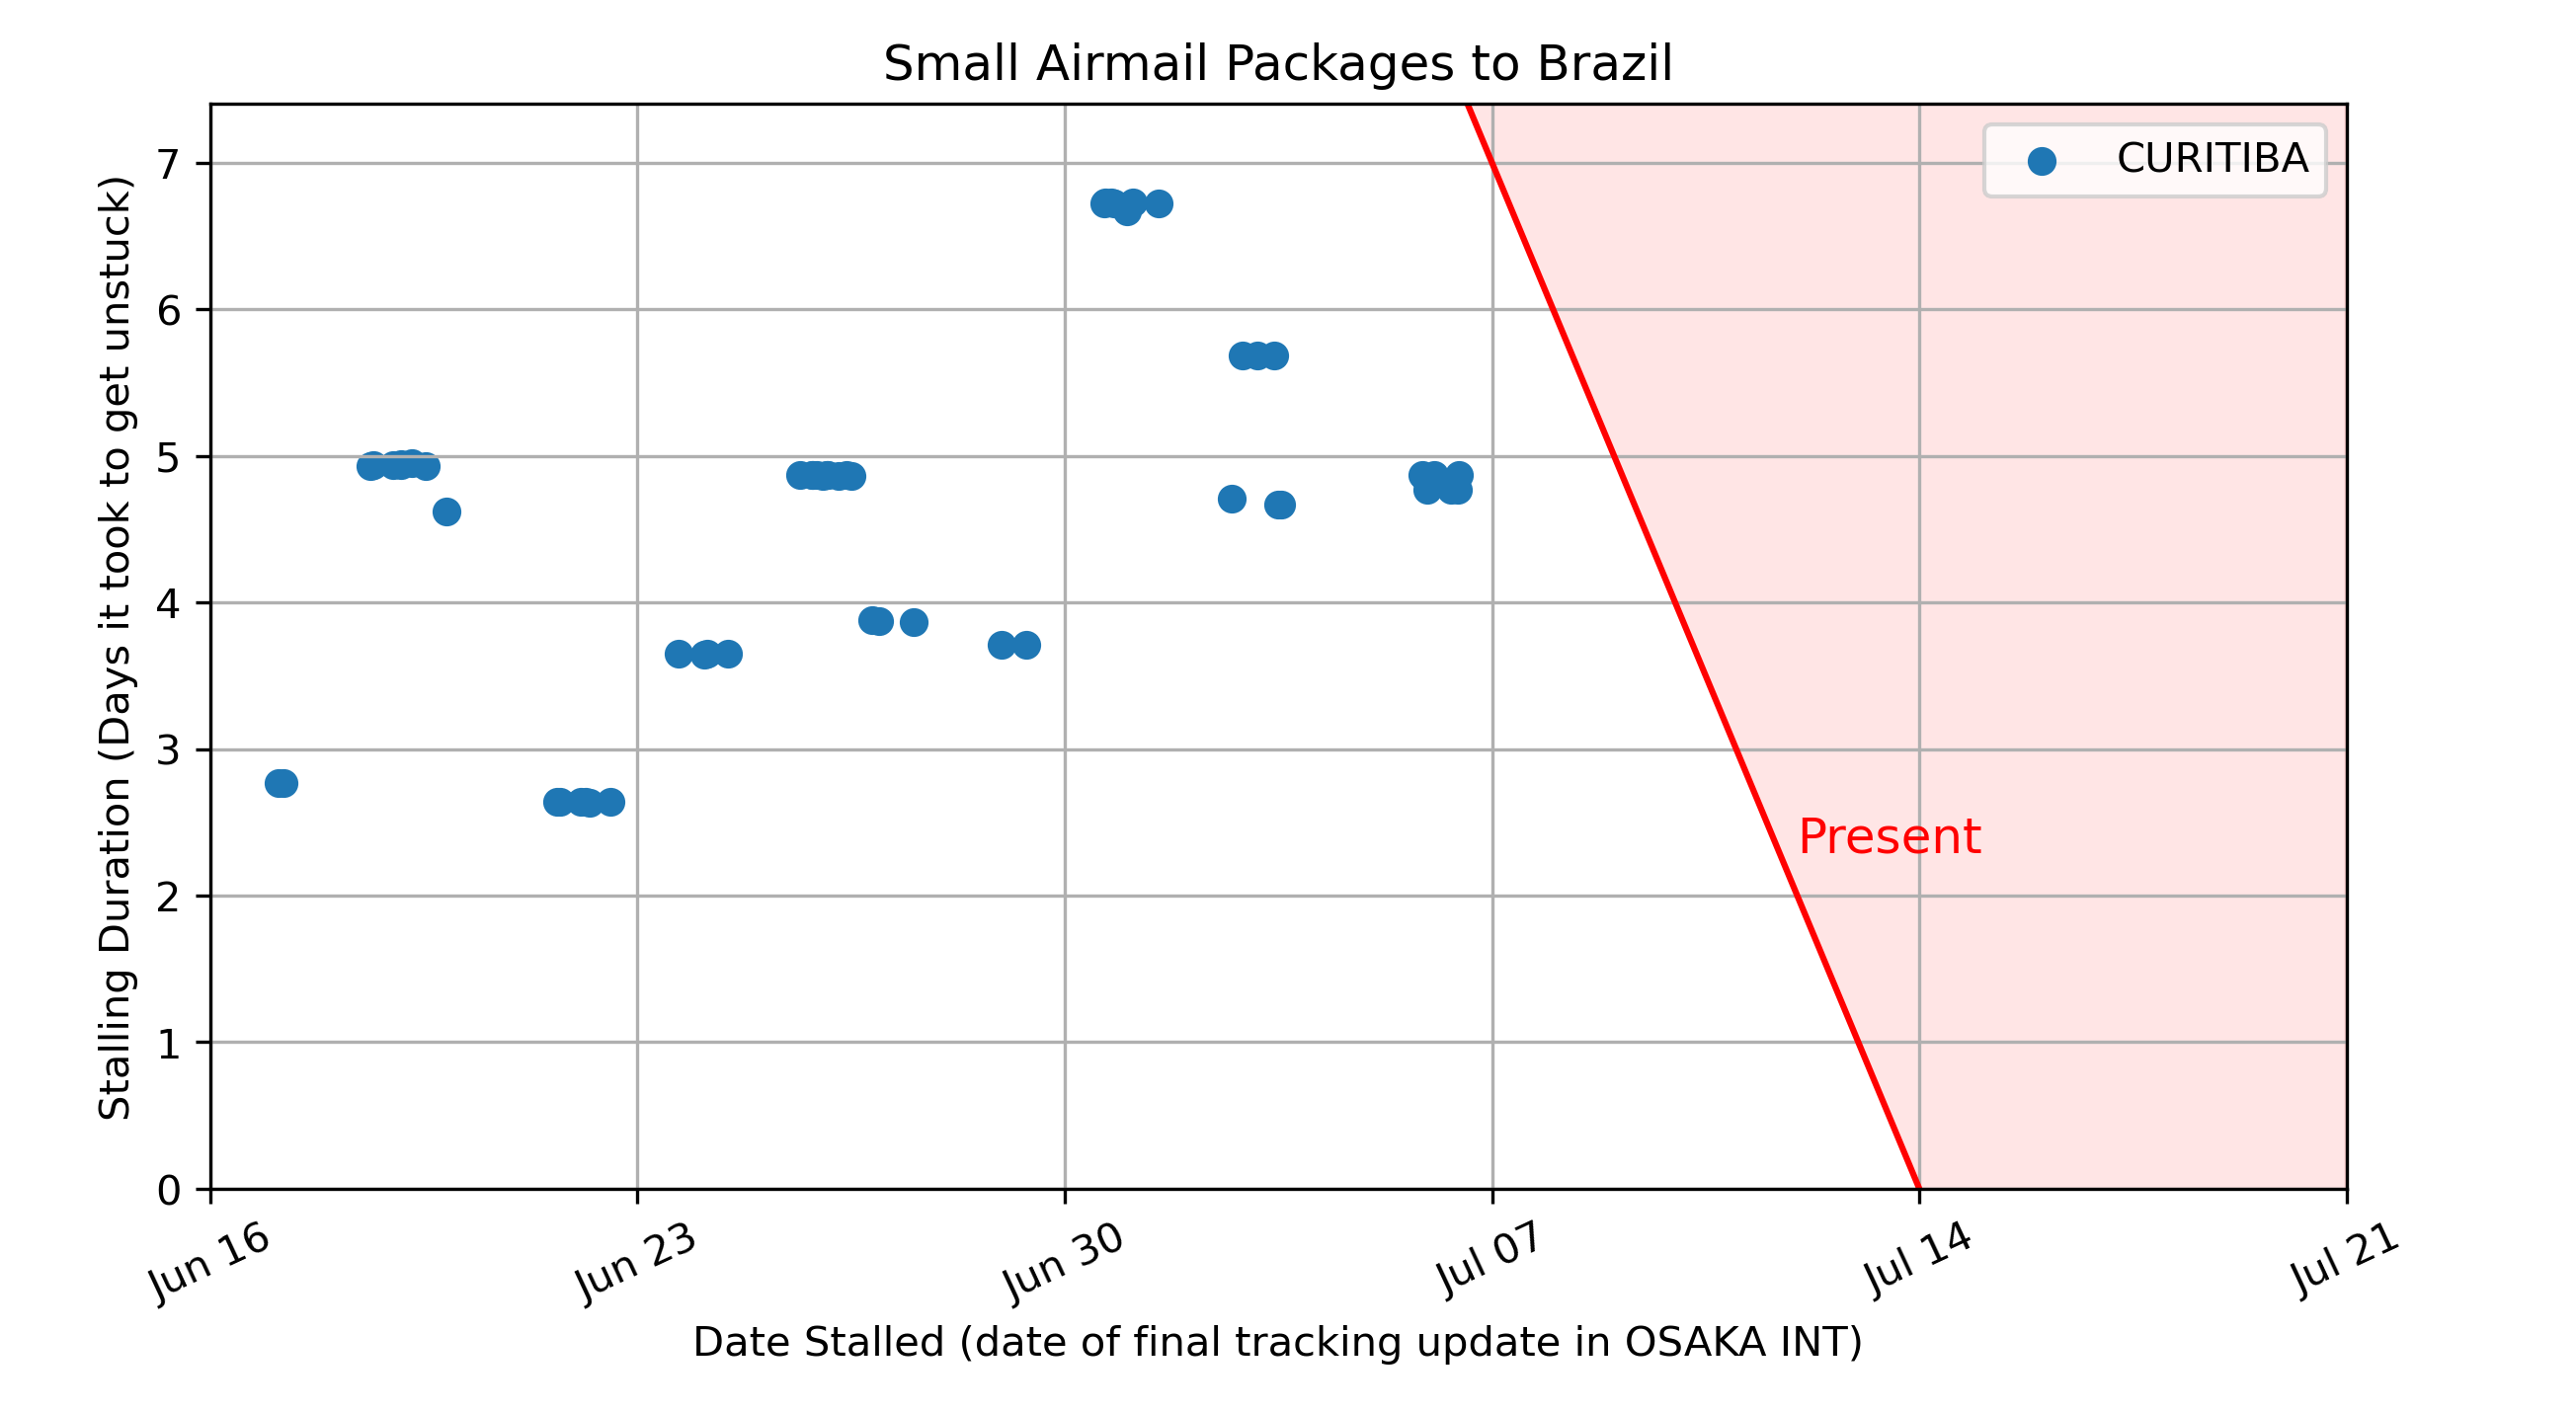 Small Airmail Packages to Brazil
CURITIBA
7
6
5
4
3
2
1
0
Stalling Duration (Days it took to get unstuck)
Present
Jun 16
Jun 23
Jun 30
Jul 07
Jul 14
Jul 21
Date Stalled (date of final tracking update in OSAKA INT)